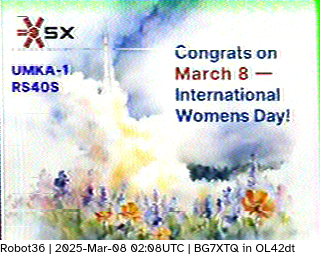 SX
UMKA-1
RS40S
Congrats on
March 8 —
International
Womens Day!
Robot36 | 2025-Mar-08 02:08UTC | BG7XTQ in OL42dt